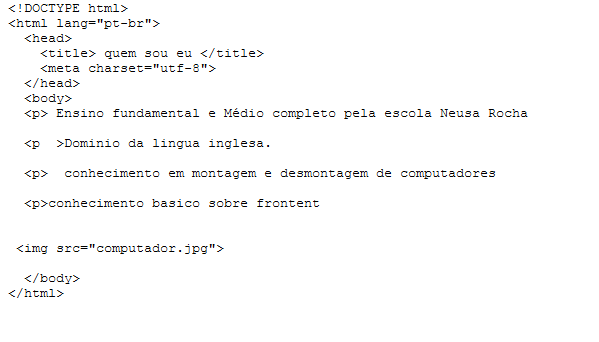 <!DOCTYPE html>
<html lang="pt-br">
<head>
<title> quem sou eu </title>
<meta charset="utf-8">
</head>
<body>
<p> Ensino fundamental e Médio completo pela escola Neusa Rocha
<p  >Dominio da lingua inglesa.
<p>  conhecimento em montagem e desmontagem de computadores
<p>conhecimento basico sobre frontent
<img src="computador.jpg">
</body>
</html>